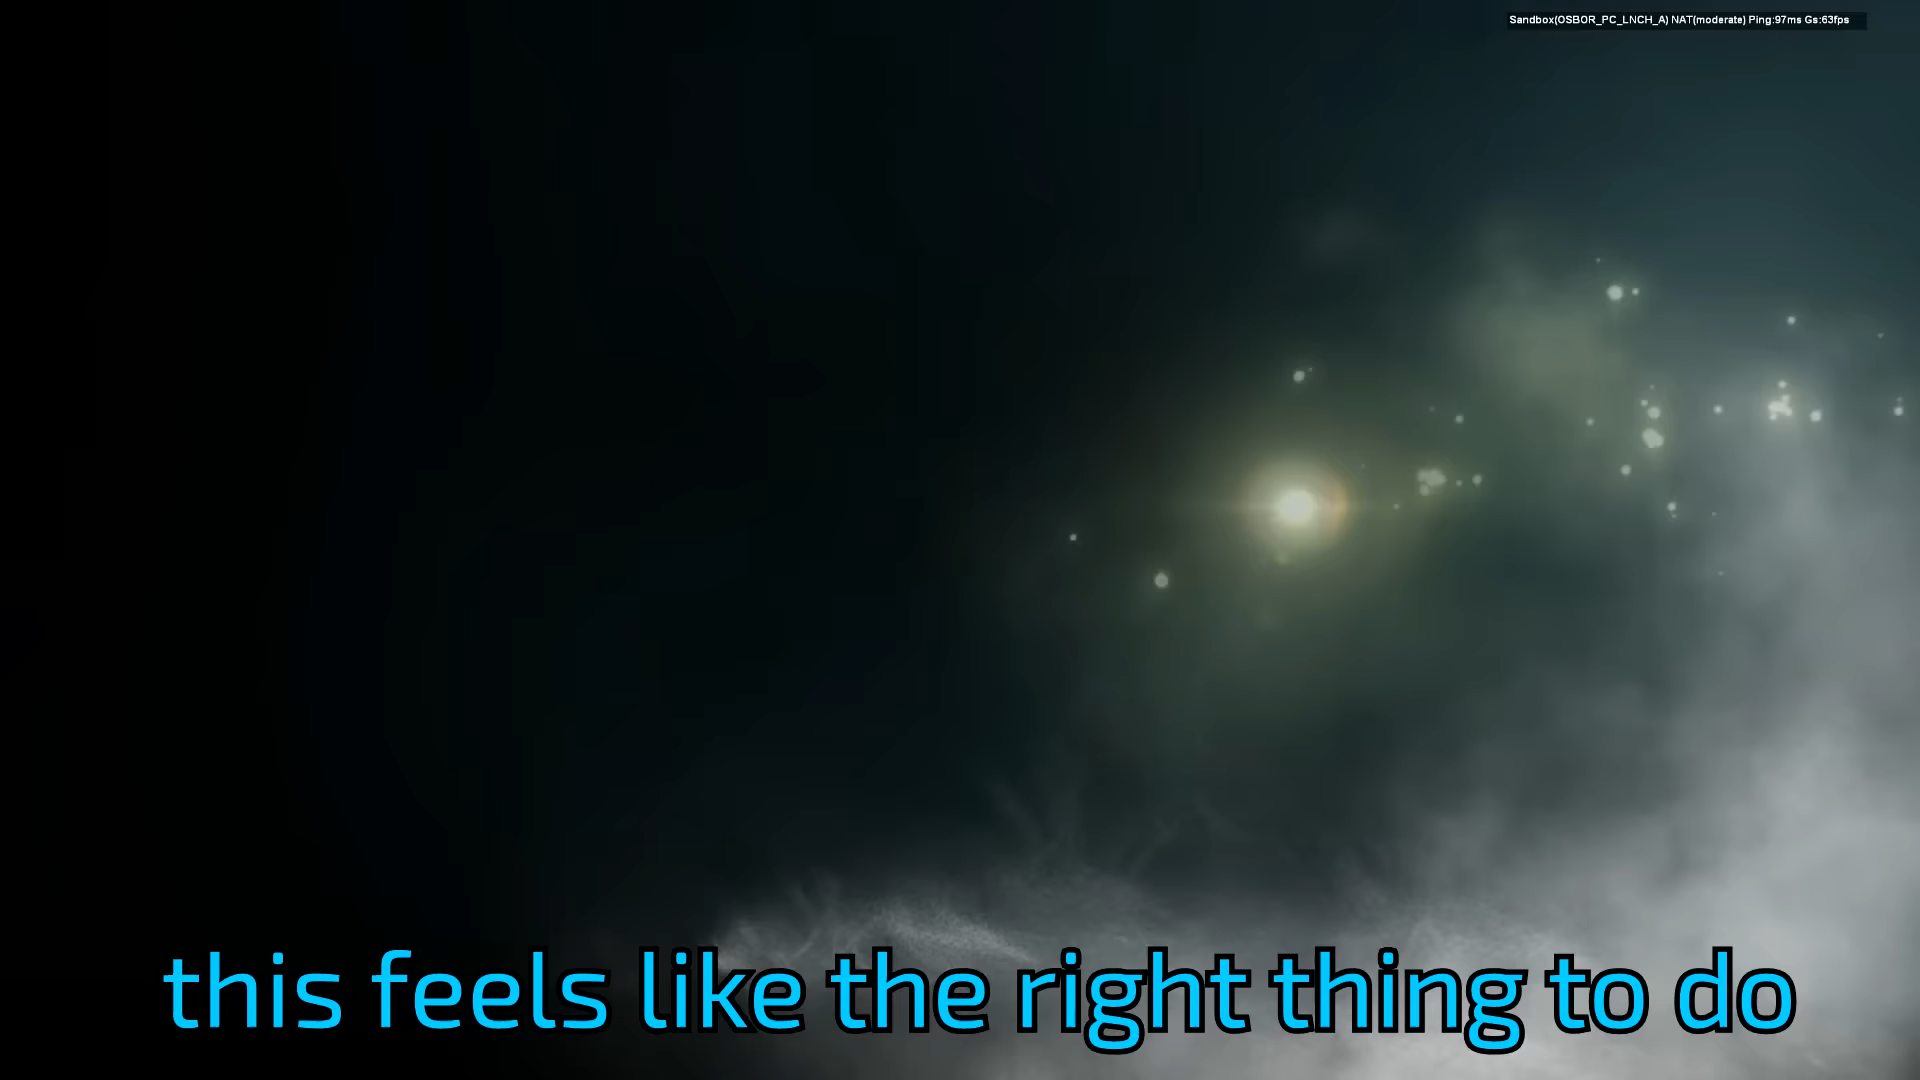 Sandbox(OSBOR_PC_LNCH_A) NAT(moderate) Ping:97ms Gs:63fps
this feels like the right thing to do